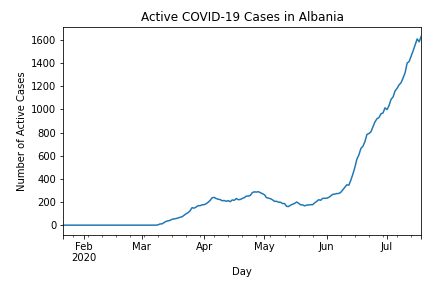 Active COVID-19 Cases in Albania
1600
1400
1200
1000
800
600
400
200
0
Number of Active Cases
Feb
2020
Mar
Apr
May
Jun
Jul
Day